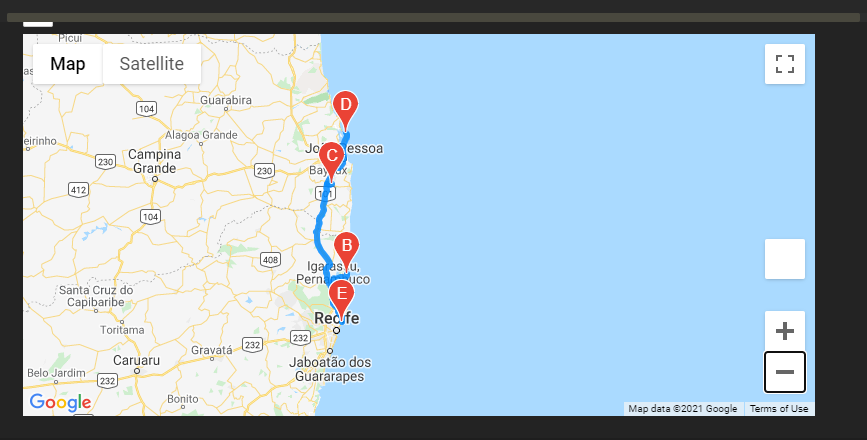 Picuí
Map
Satellite
104
Guarabira
D
Alagoa Grande
João Pessoa
Campina
Grande
230
230
C
Bayeux
412
101
104
B
408
Igarassu,
Pernambuco
Santa Cruz do
Capibaribe
E
Toritama
Recife
232
Gravatá
232
Caruaru
Jaboatão dos
Guararapes
232
Belo Jardim
Bonito
Google
Map data ©2021 Google
Terms of Use